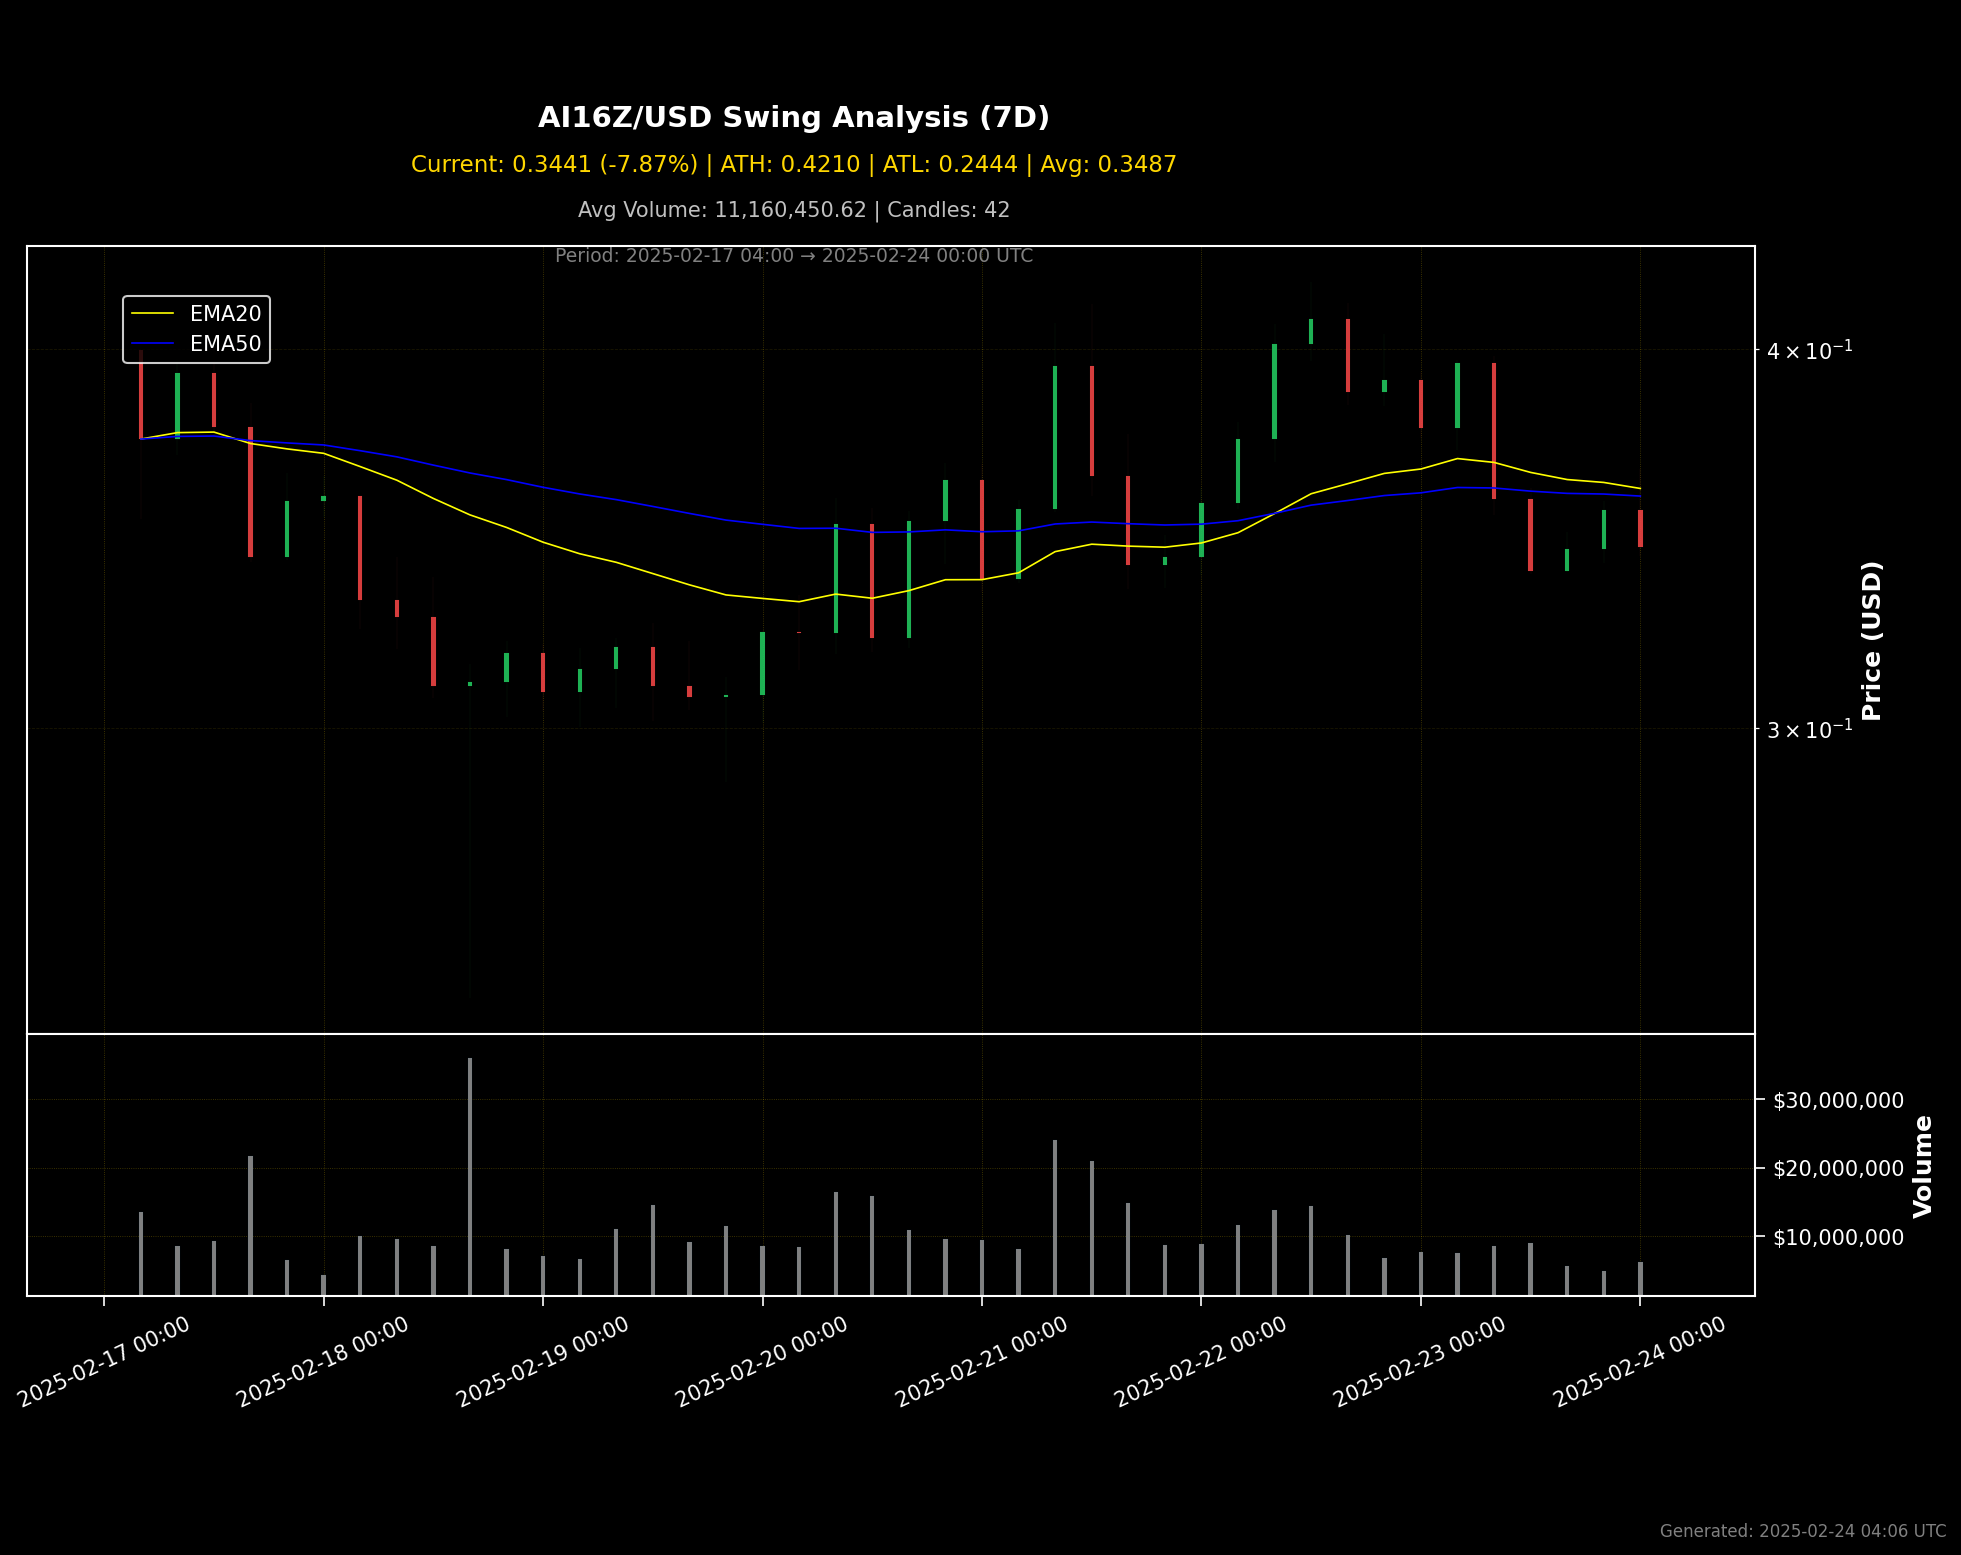 AI16Z/USD Swing Analysis (7D)
Current: 0.3441 (-7.87%) | ATH: 0.4210 | ATL: 0.2444 | Avg: 0.3487
Avg Volume: 11,160,450.62 | Candles: 42
Period: 2025-02-17 04:00 → 2025-02-24 00:00 UTC
EMA20
EMA50
4 × 10⁻¹
3 × 10⁻¹
Price (USD)
$30,000,000
$20,000,000
$10,000,000
Volume
2025-02-17 00:00
2025-02-18 00:00
2025-02-19 00:00
2025-02-20 00:00
2025-02-21 00:00
2025-02-22 00:00
2025-02-23 00:00
2025-02-24 00:00
Generated: 2025-02-24 04:06 UTC